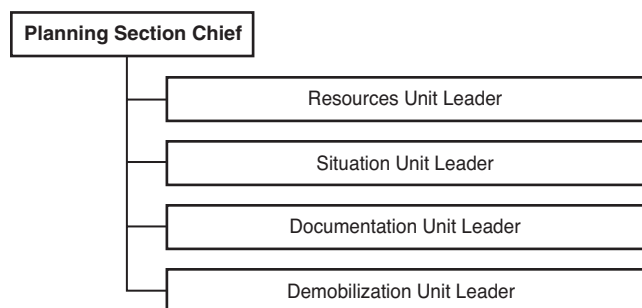 Planning Section Chief
Resources Unit Leader
Situation Unit Leader
Documentation Unit Leader
Demobilization Unit Leader